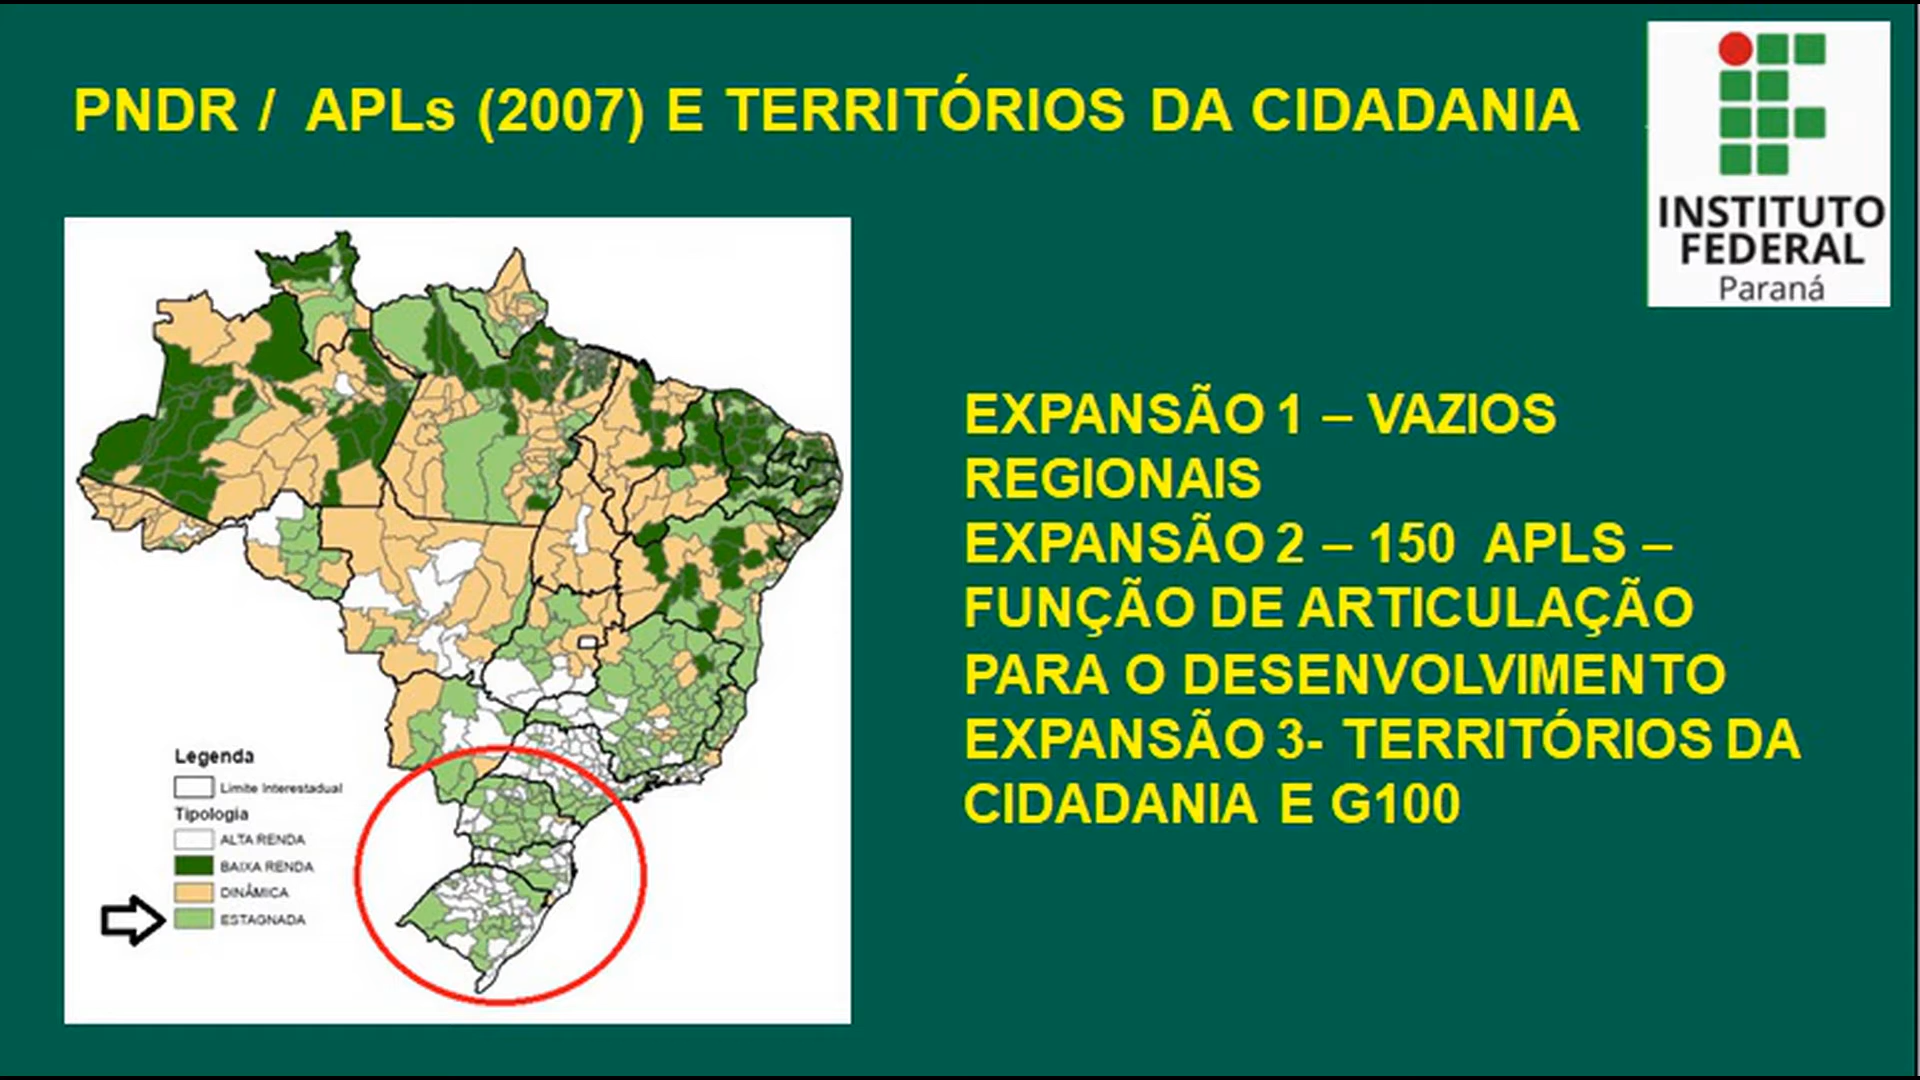 PNDR / APLs (2007) E TERRITÓRIOS DA CIDADANIA
INSTITUTO
FEDERAL
Paraná
EXPANSÃO 1 – VAZIOS
REGIONAIS
EXPANSÃO 2 – 150 APLS –
FUNÇÃO DE ARTICULAÇÃO
PARA O DESENVOLVIMENTO
EXPANSÃO 3- TERRITÓRIOS DA
CIDADANIA E G100
Legenda
Limite Interestadual
Tipologia
ALTA RENDA
BAIXA RENDA
DINÂMICA
ESTAGNADA